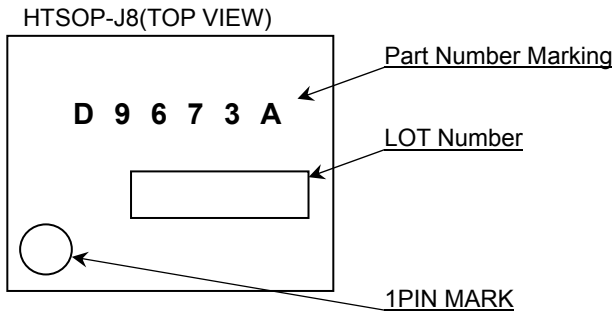 HTSOP-J8(TOP VIEW)
Part Number Marking
D 9 6 7 3 A
LOT Number
1PIN MARK